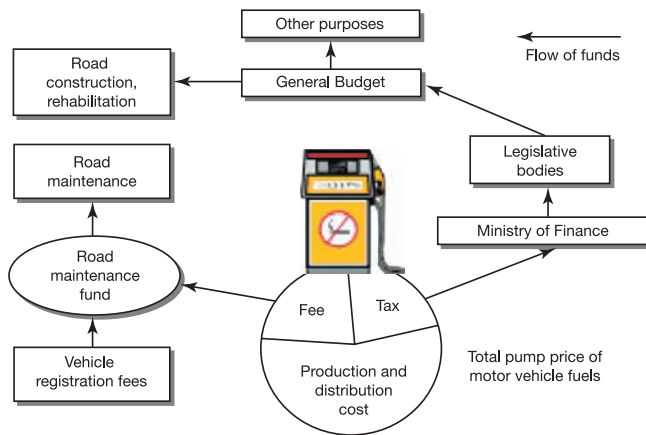 Other purposes
Flow of funds
Road
construction,
rehabilitation
General Budget
Road
maintenance
Legislative
bodies
Ministry of Finance
Road
maintenance
fund
Fee
Tax
Vehicle
registration fees
Production and
distribution
cost
Total pump price of
motor vehicle fuels